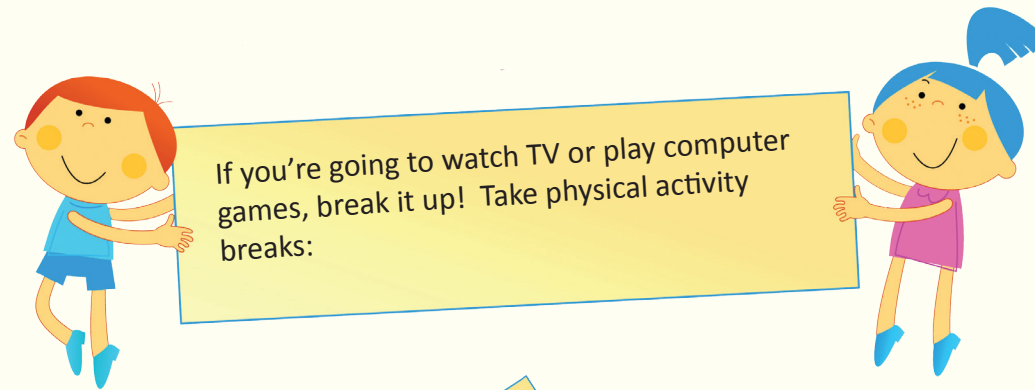 If you’re going to watch TV or play computer
games, break it up!  Take physical activity
breaks: